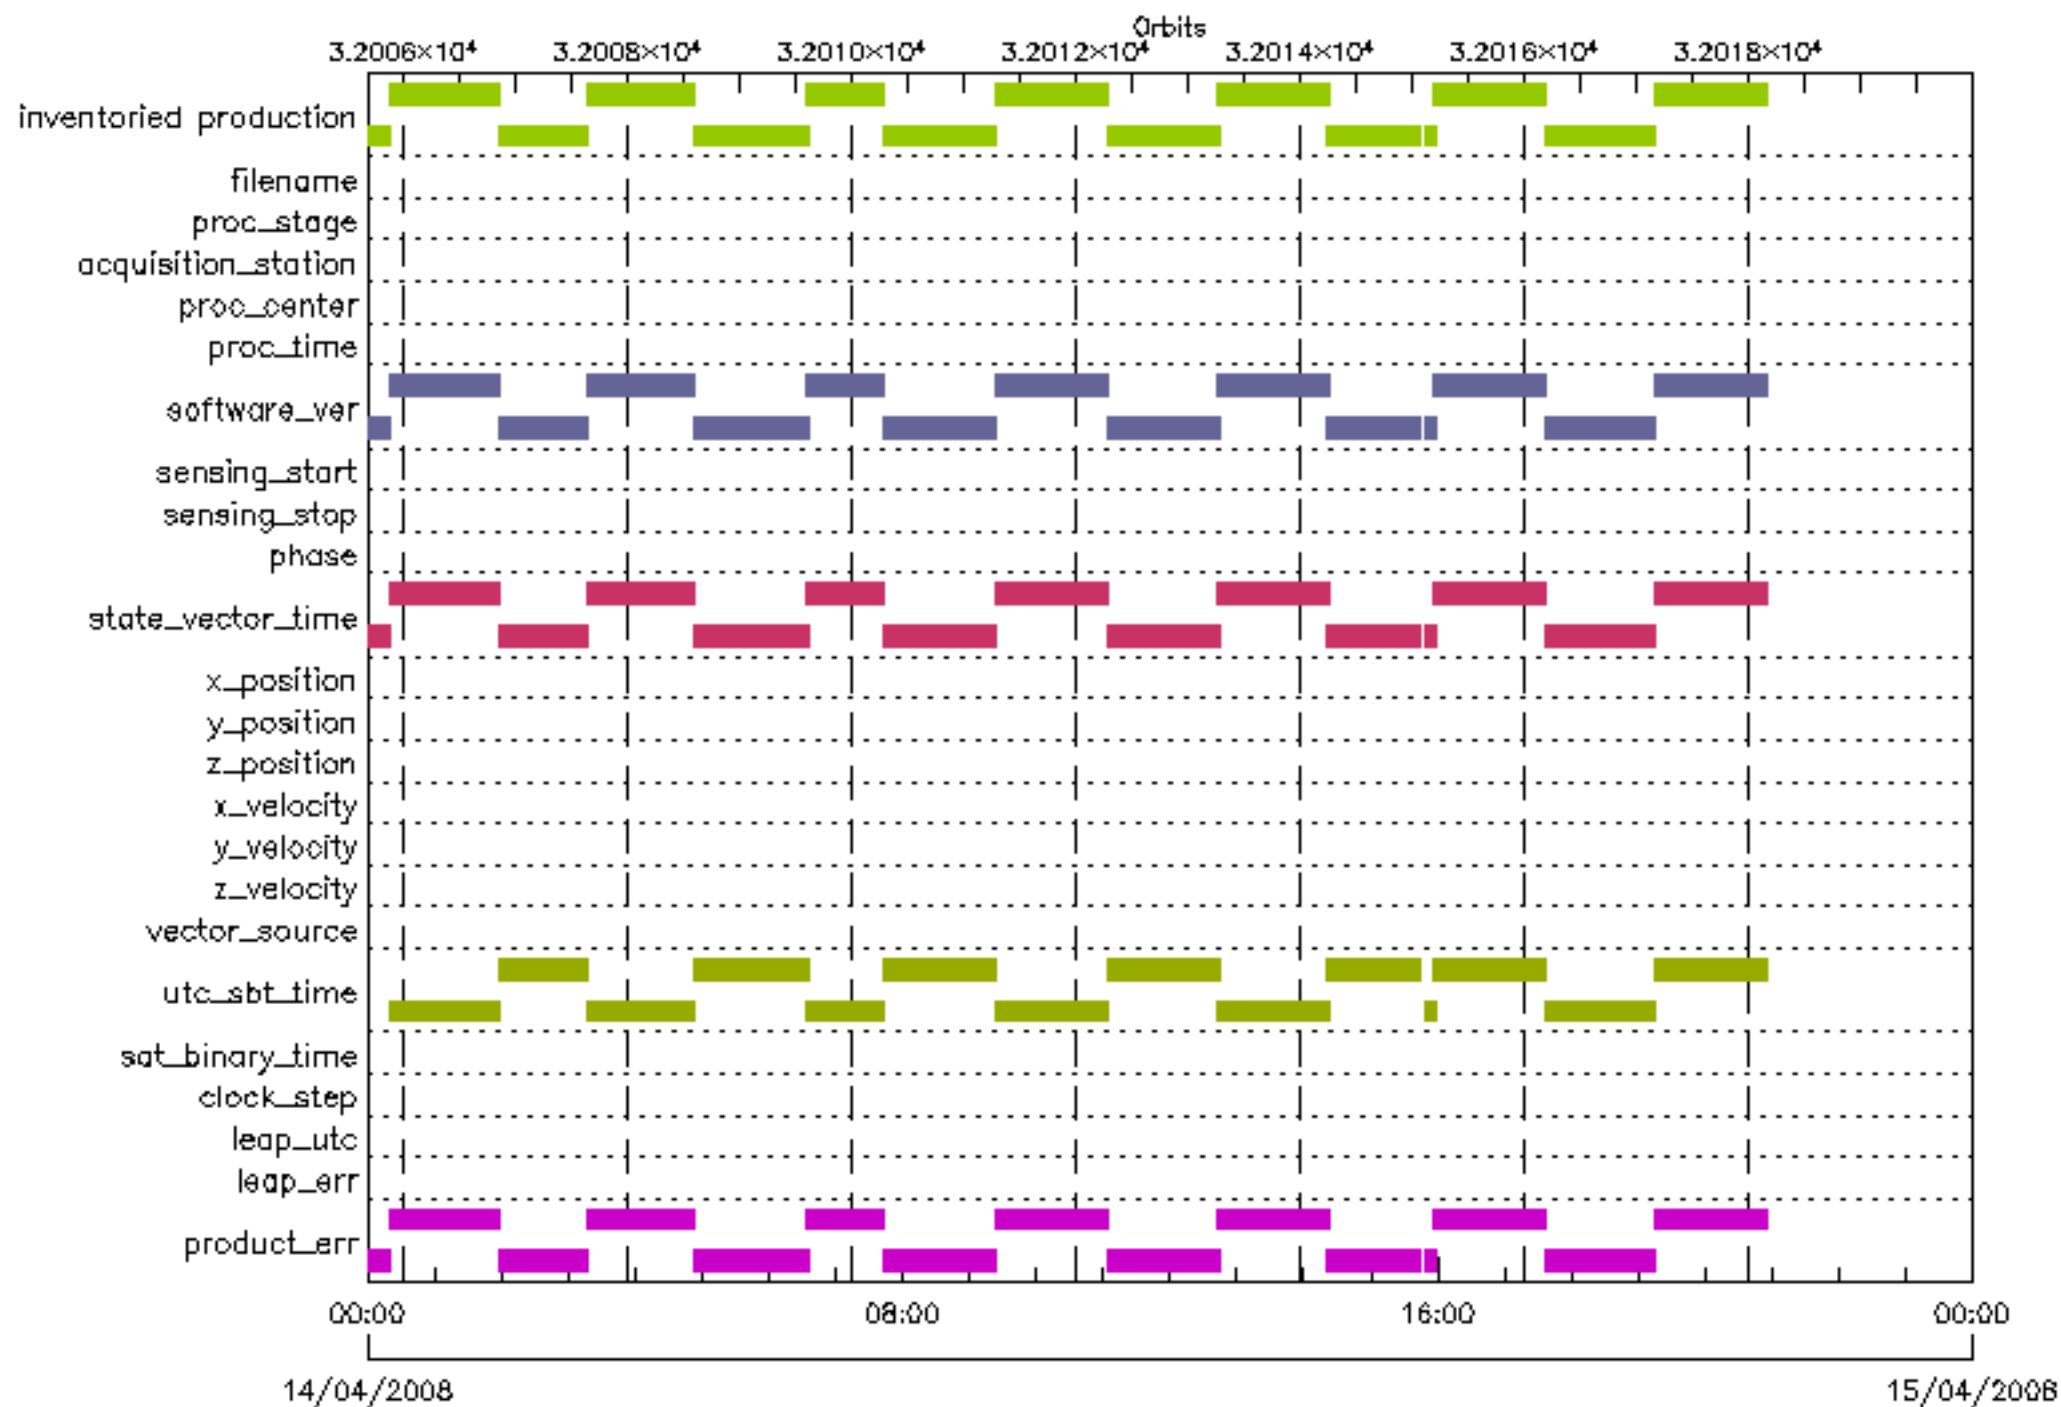 Orbits
3.2006×10⁴ 3.2008×10⁴ 3.2010×10⁴ 3.2012×10⁴ 3.2014×10⁴ 3.2016×10⁴ 3.2018×10⁴
inventoried production
filename
proc_stage
acquisition_station
proc_center
proc_time
software_ver
sensing_start
sensing_stop
phase
state_vector_time
x_position
y_position
z_position
x_velocity
y_velocity
z_velocity
vector_source
utc_sbt_time
sat_binary_time
clock_step
leap_utc
leap_err
product_err
00:00 08:00 16:00 00:00
14/04/2008 15/04/2008